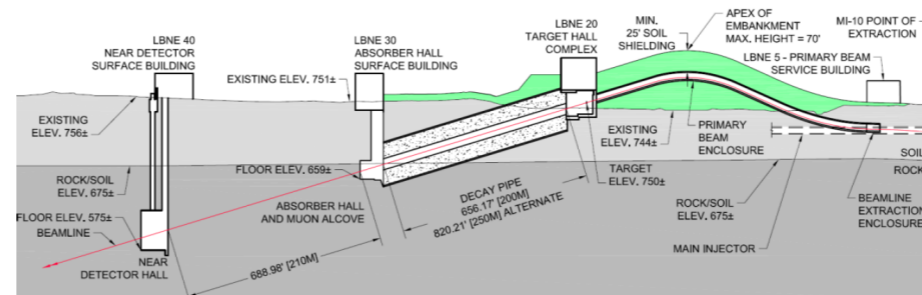 LBNE 40
NEAR DETECTOR
SURFACE BUILDING
LBNE 30
ABSORBER HALL
SURFACE BUILDING
LBNE 20
TARGET HALL
COMPLEX
MIN.
25' SOIL
SHIELDING
APEX OF
EMBANKMENT
MAX. HEIGHT = 70'
MI-10 POINT OF
EXTRACTION
LBNE 5 - PRIMARY BEAM
SERVICE BUILDING
EXISTING ELEV. 751±
EXISTING
ELEV. 756±
EXISTING
ELEV. 744±
PRIMARY
BEAM
ENCLOSURE
SOIL
ROCK
ROCK/SOIL
ELEV. 675±
FLOOR ELEV. 659±
TARGET
ELEV. 750±
ROCK/SOIL
ELEV. 675±
BEAMLINE
EXTRACTION
ENCLOSURE
DECAY PIPE
656.17' [200M]
820.21' [250M] ALTERNATE
FLOOR ELEV. 575±
BEAMLINE
ABSORBER HALL
AND MUON ALCOVE
MAIN INJECTOR
NEAR
DETECTOR HALL
688.98' [210M]